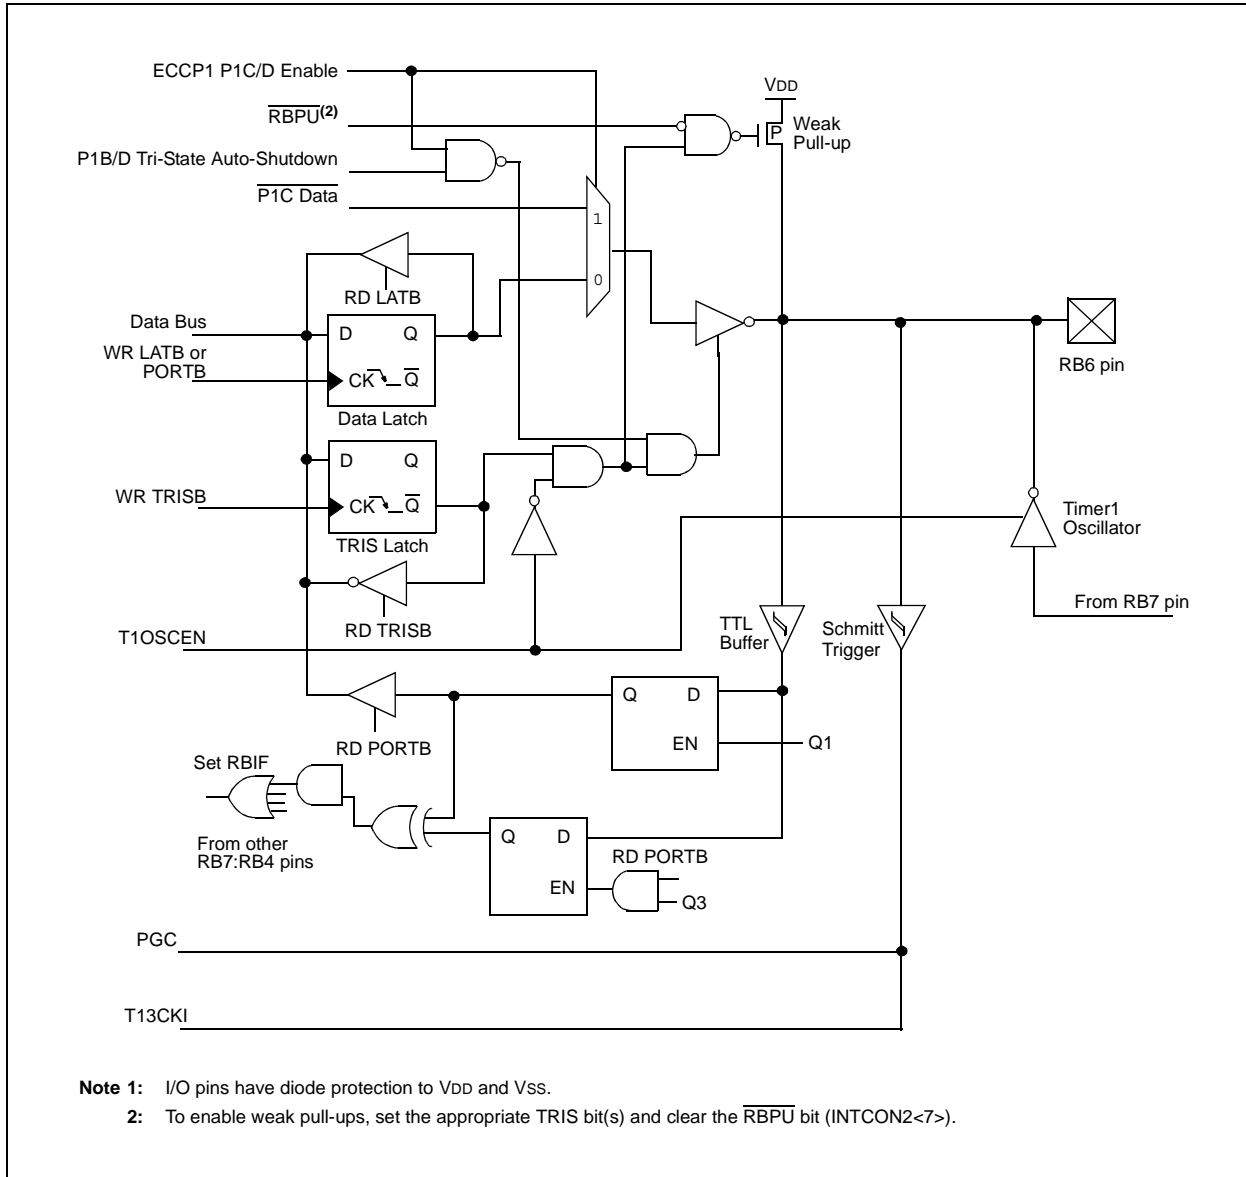 ECCP1 P1C/D Enable
VDD
RBPU(2)
Weak
Pull-up
P
P1B/D Tri-State Auto-Shutdown
P1C Data
1
0
RD LATB
Data Bus
D Q
WR LATB or
PORTB
CK Q
Data Latch
RB6 pin
D Q
WR TRISB
CK Q
TRIS Latch
Timer1
Oscillator
From RB7 pin
RD TRISB
T1OSCEN
TTL
Buffer
Schmitt
Trigger
Q D
EN
Q1
RD PORTB
Set RBIF
From other
RB7:RB4 pins
Q D
RD PORTB
EN
Q3
PGC
T13CKI
Note 1: I/O pins have diode protection to VDD and VSS.
2: To enable weak pull-ups, set the appropriate TRIS bit(s) and clear the RBPU bit (INTCON2<7>).